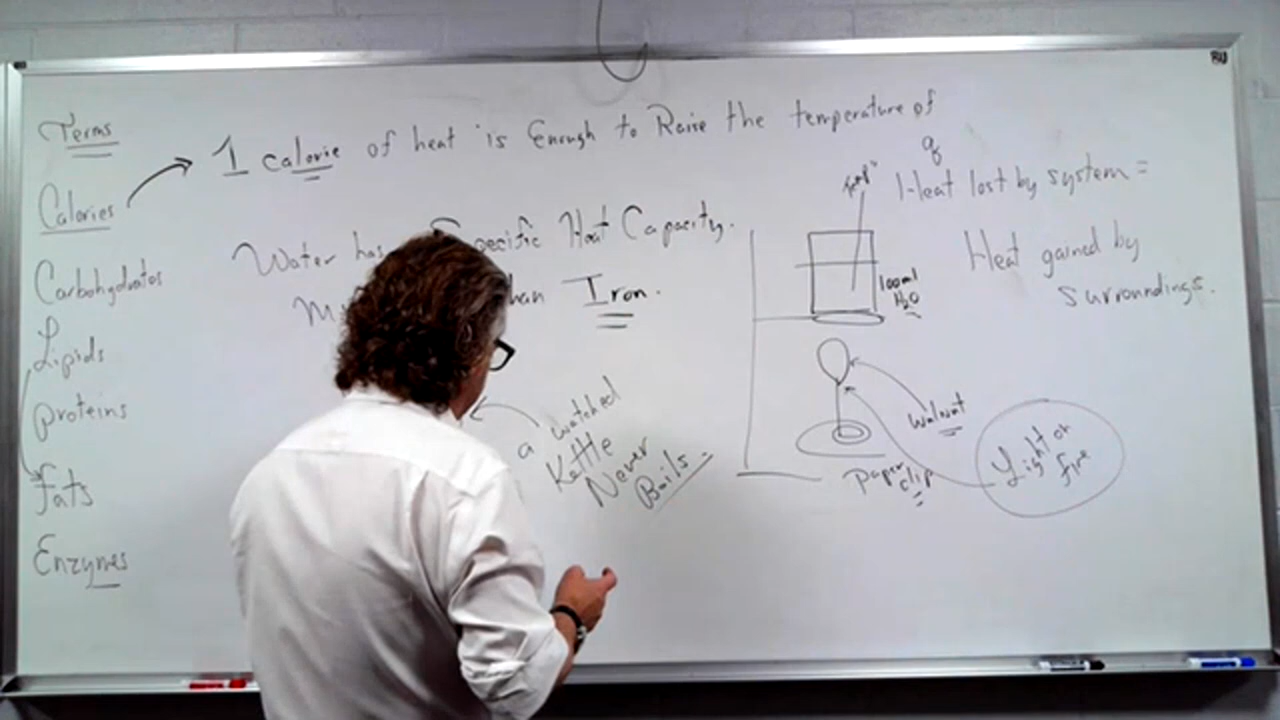 Terms
Calories
Carbohydrates
Lipids
proteins
fats
Enzymes
1 calorie of heat is Enough to Raise the temperature of
Water has Specific Heat Capacity.
than Iron.
a watched
Kettle
Never
Boils.
100ml
H2O
Walnut
Paper
clip
Heat lost by system =
Heat gained by
surroundings.
Light on
fire
BU